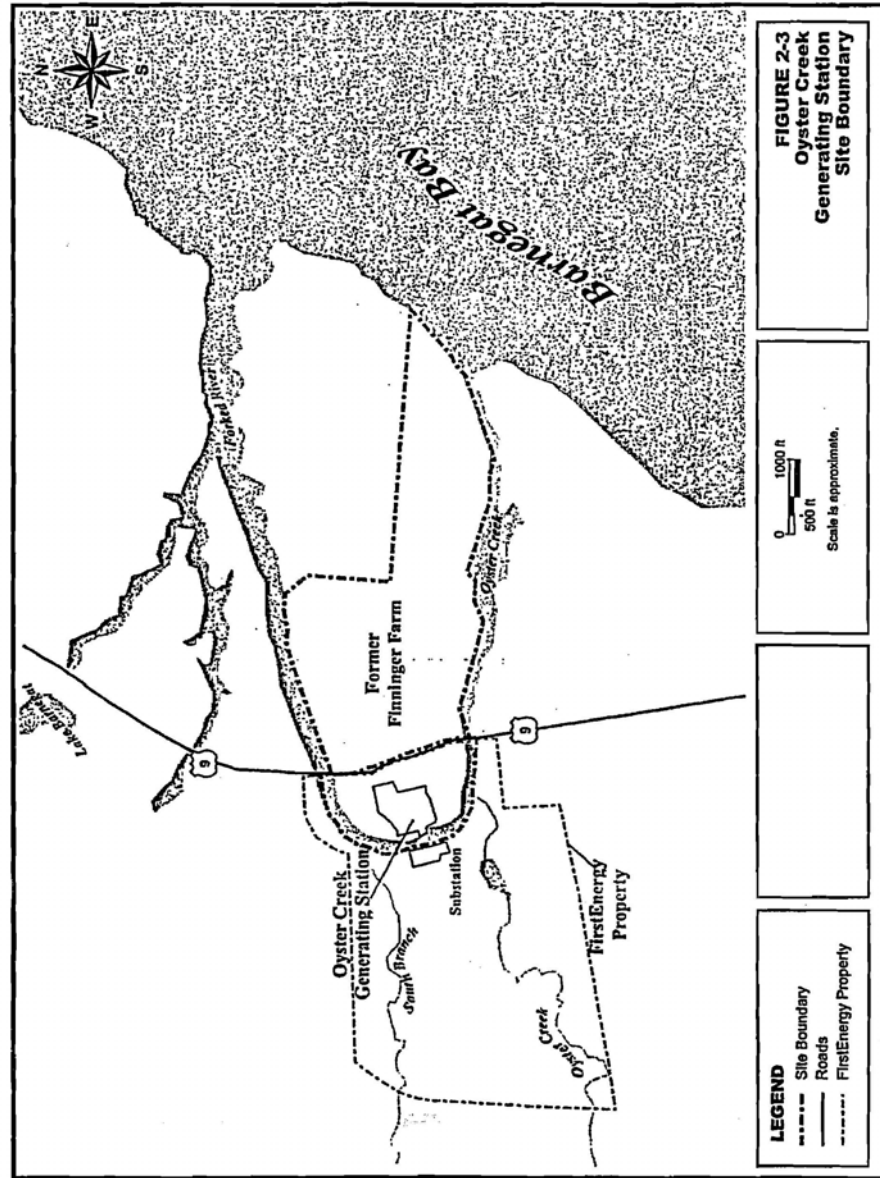 N
E
W
S
Lake Barnegat
9
Forked River
Barnegat Bay
Former
Finninger Farm
Oyster Creek
9
Oyster Creek
Generating Station
South Branch
Substation
FirstEnergy
Property
Oyster Creek
LEGEND
Site Boundary
Roads
FirstEnergy Property
0
500 ft
1000 ft
Scale is approximate.
FIGURE 2-3
Oyster Creek
Generating Station
Site Boundary